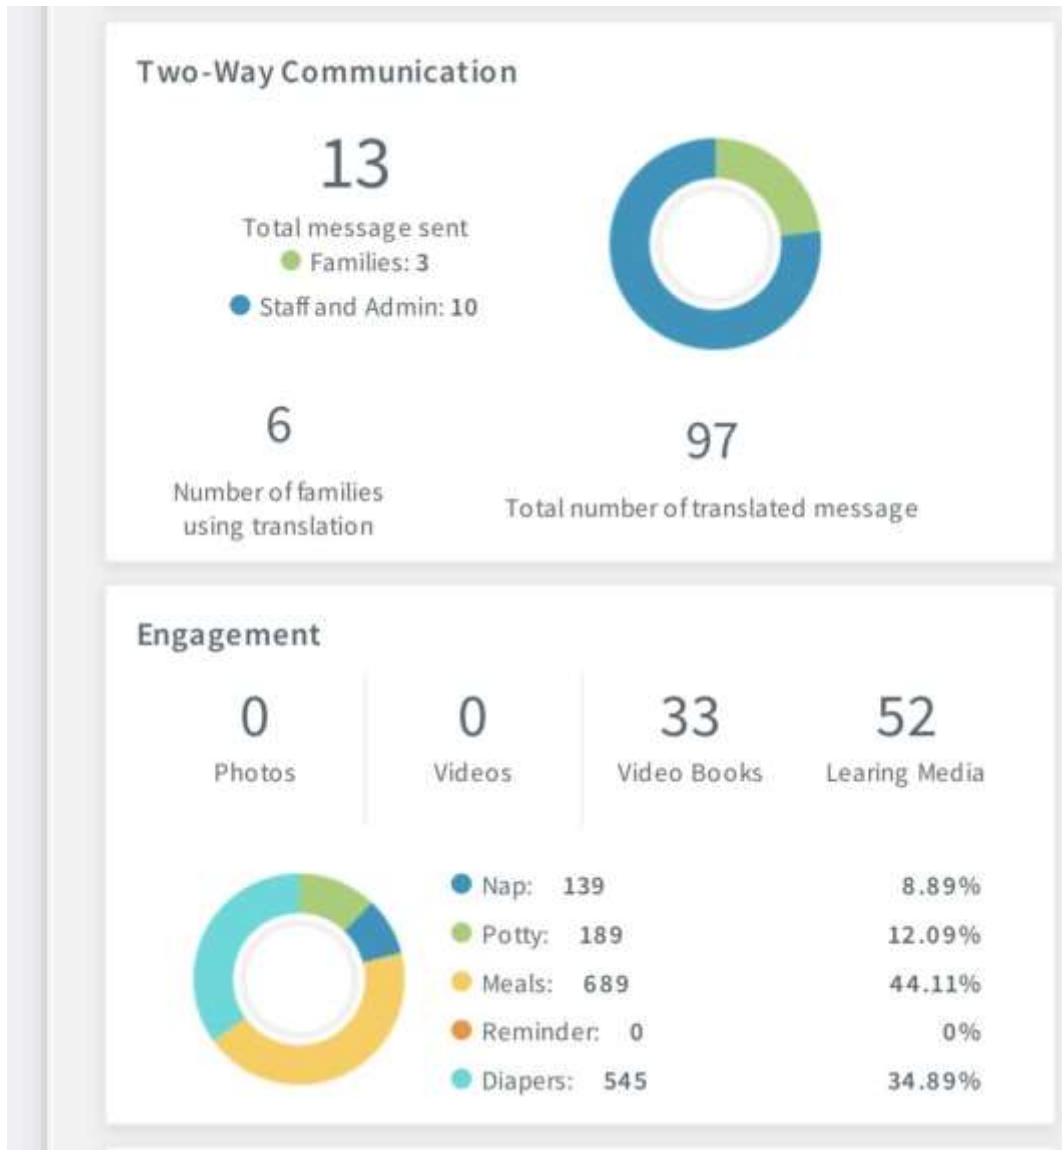 Two-Way Communication
13
Total message sent
Families: 3
Staff and Admin: 10
6
Number of families
using translation
97
Total number of translated message
Engagement
0
Photos
0
Videos
33
Video Books
52
Learing Media
Nap: 139 8.89%
Potty: 189 12.09%
Meals: 689 44.11%
Reminder: 0 0%
Diapers: 545 34.89%